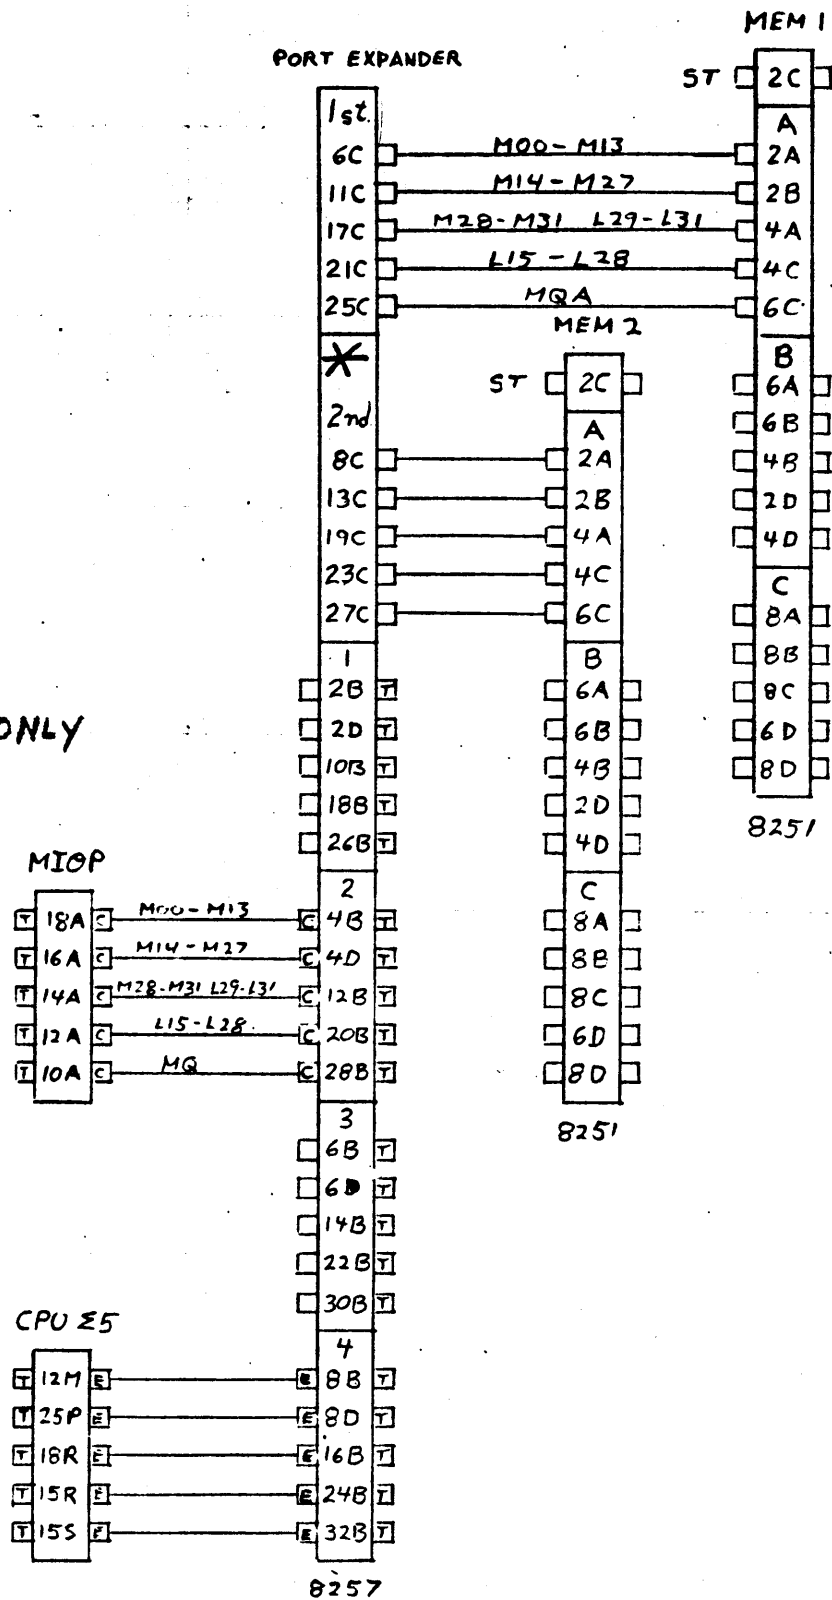 MEM 1
ST 2C
A
2A
2B
4A
4C
6C
B
6A
6B
4B
2D
4D
C
8A
8B
8C
6D
8D
8251
PORT EXPANDER
1st.
6C M00-M13
11C M14-M27
17C M28-M31 L29-L31
21C L15-L28
25C MQA
*
2nd
8C
13C
19C
23C
27C
1
2B T
2D T
10B T
18B T
26B T
2
C 4B T
C 4D T
C 12B T
C 20B T
C 28B T
3
6B T
6D T
14B T
22B T
30B T
4
E 8B T
E 8D T
E 16B T
E 24B T
E 32B T
8257
MEM 2
ST 2C
A
2A
2B
4A
4C
6C
B
6A
6B
4B
2D
4D
C
8A
8B
8C
6D
8D
8251
ONLY
MIOP
T 18A C M00-M13
T 16A C M14-M27
T 14A C M28-M31 L29-L31
T 12A C L15-L28
T 10A C MQ
CPU Σ5
T 12M E
T 25P E
T 18R E
T 15R E
T 15S E